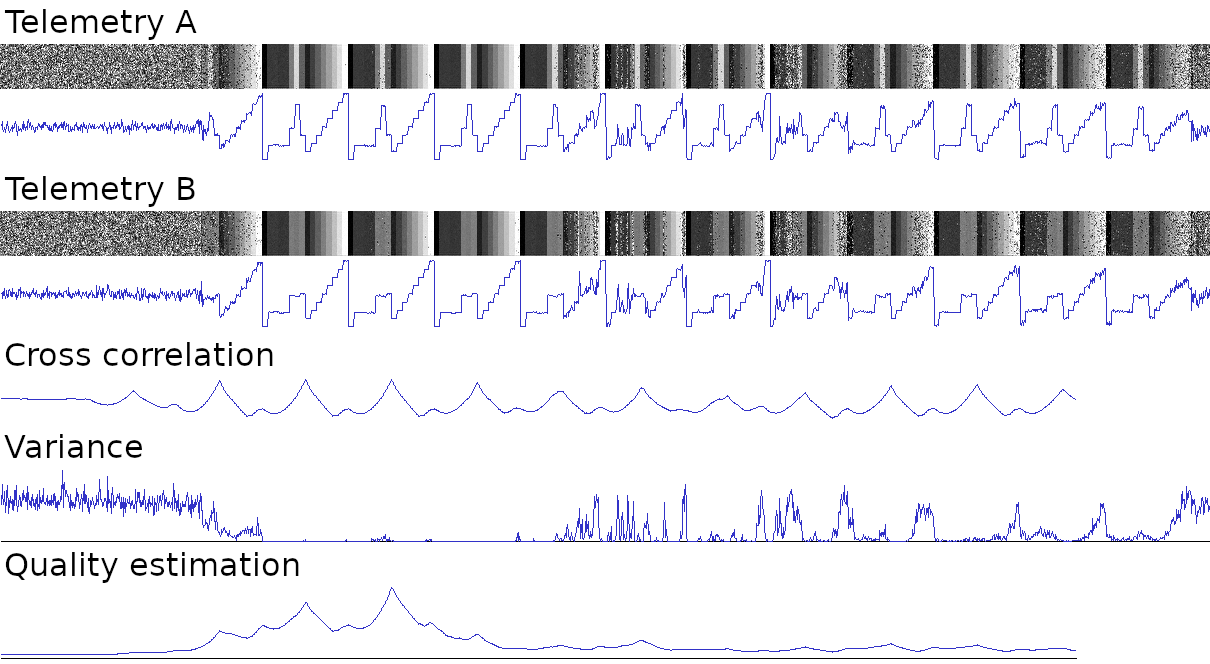 Telemetry A
Telemetry B
Cross correlation
Variance
Quality estimation